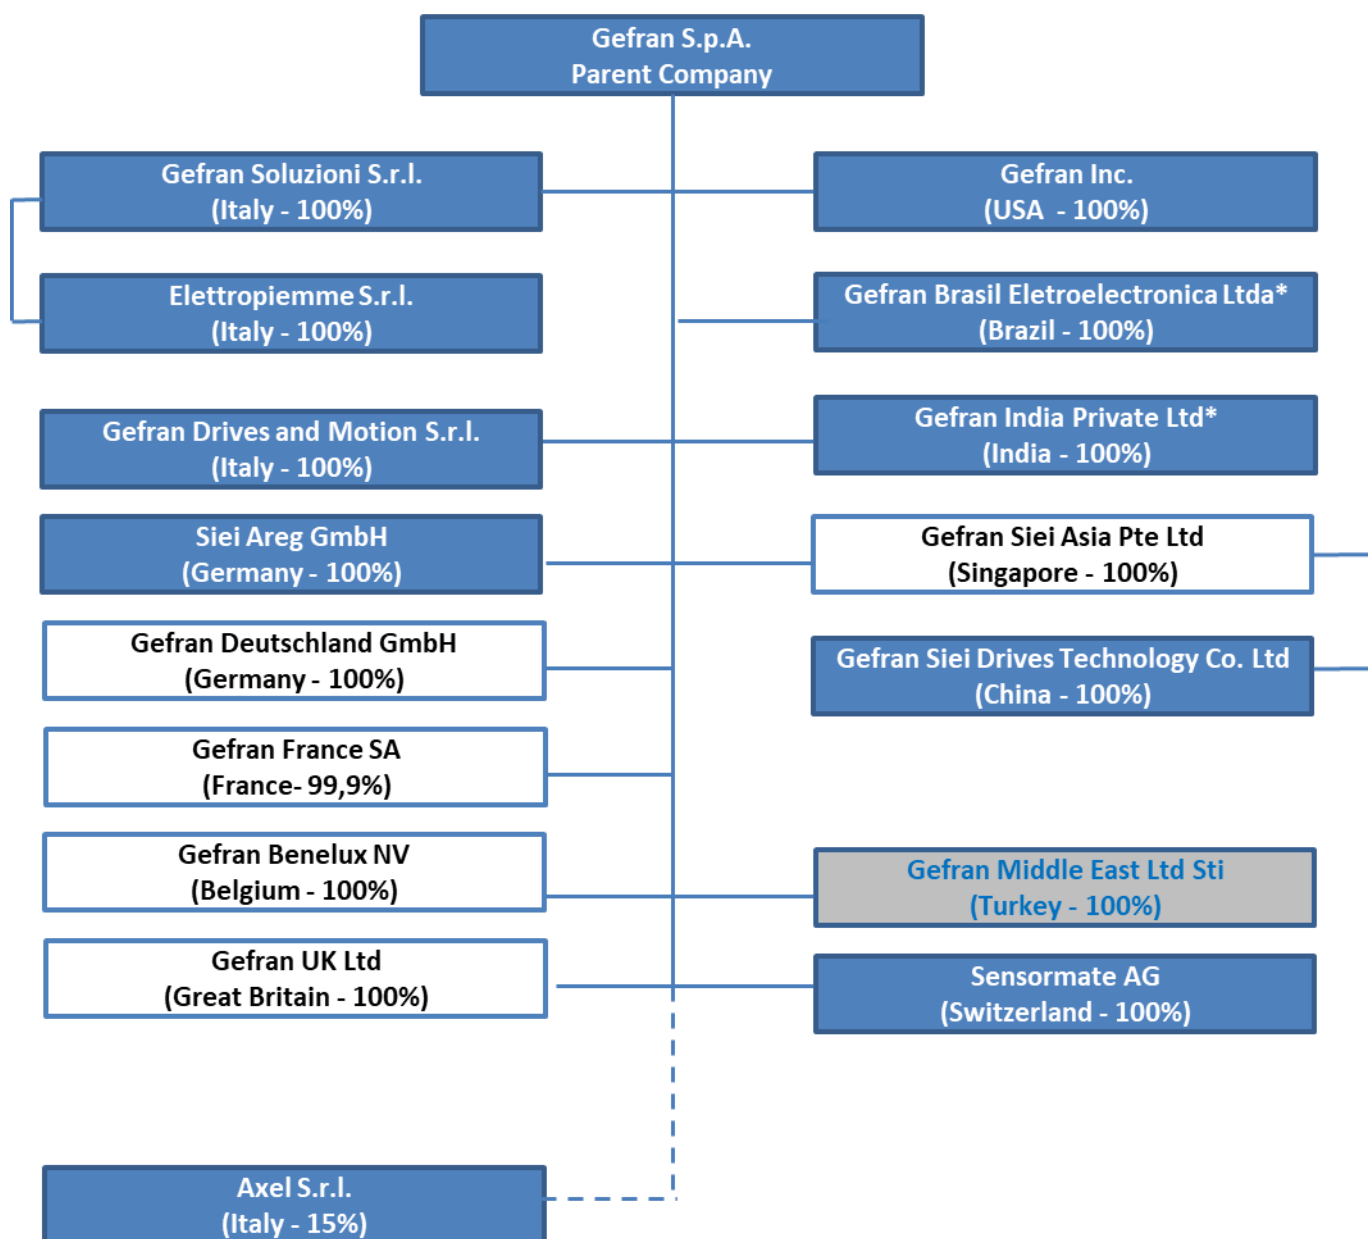 Gefran S.p.A.
Parent Company
Gefran Soluzioni S.r.l.
(Italy - 100%)
Gefran Inc.
(USA - 100%)
Elettropiemme S.r.l.
(Italy - 100%)
Gefran Brasil Eletroelectronica Ltda*
(Brazil - 100%)
Gefran Drives and Motion S.r.l.
(Italy - 100%)
Gefran India Private Ltd*
(India - 100%)
Siei Areg GmbH
(Germany - 100%)
Gefran Siei Asia Pte Ltd
(Singapore - 100%)
Gefran Deutschland GmbH
(Germany - 100%)
Gefran Siei Drives Technology Co. Ltd
(China - 100%)
Gefran France SA
(France- 99,9%)
Gefran Benelux NV
(Belgium - 100%)
Gefran Middle East Ltd Sti
(Turkey - 100%)
Gefran UK Ltd
(Great Britain - 100%)
Sensormate AG
(Switzerland - 100%)
Axel S.r.l.
(Italy - 15%)